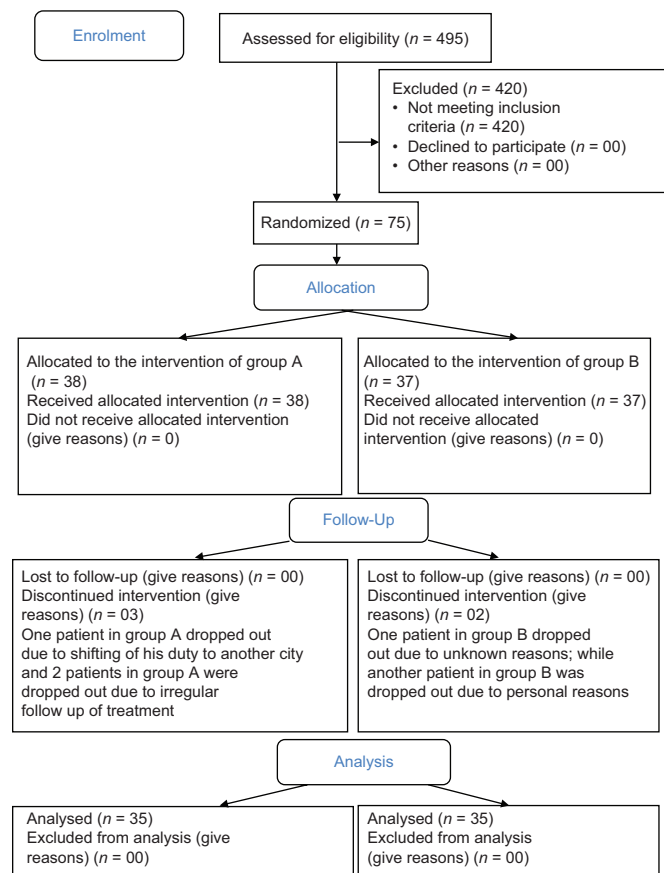 Enrolment
Assessed for eligibility (n = 495)
Excluded (n = 420)
• Not meeting inclusion
criteria (n = 420)
• Declined to participate (n = 00)
• Other reasons (n = 00)
Randomized (n = 75)
Allocation
Allocated to the intervention of group A
(n = 38)
Received allocated intervention (n = 38)
Did not receive allocated intervention
(give reasons) (n = 0)
Allocated to the intervention of group B
(n = 37)
Received allocated intervention (n = 37)
Did not receive allocated
intervention (give reasons) (n = 0)
Follow-Up
Lost to follow-up (give reasons) (n = 00)
Discontinued intervention (give
reasons) (n = 03)
One patient in group A dropped out
due to shifting of his duty to another city
and 2 patients in group A were
dropped out due to irregular
follow up of treatment
Lost to follow-up (give reasons) (n = 00)
Discontinued intervention (give
reasons) (n = 02)
One patient in group B dropped
out due to unknown reasons; while
another patient in group B was
dropped out due to personal reasons
Analysis
Analysed (n = 35)
Excluded from analysis (give
reasons) (n = 00)
Analysed (n = 35)
Excluded from analysis
(give reasons) (n = 00)